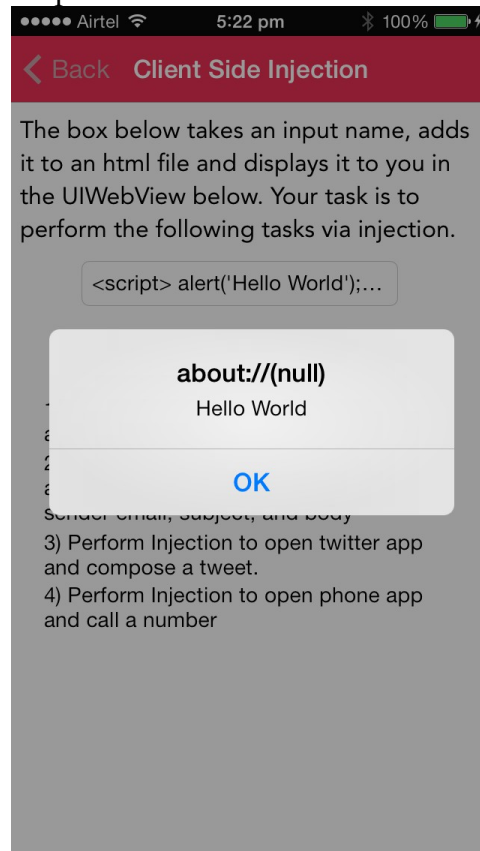 Airtel 5:22 pm 100%
Back Client Side Injection
The box below takes an input name, adds
it to an html file and displays it to you in
the UIWebView below. Your task is to
perform the following tasks via injection.
<script> alert('Hello World');...
about://(null)
Hello World
OK
sender email, subject, and body
3) Perform Injection to open twitter app
and compose a tweet.
4) Perform Injection to open phone app
and call a number